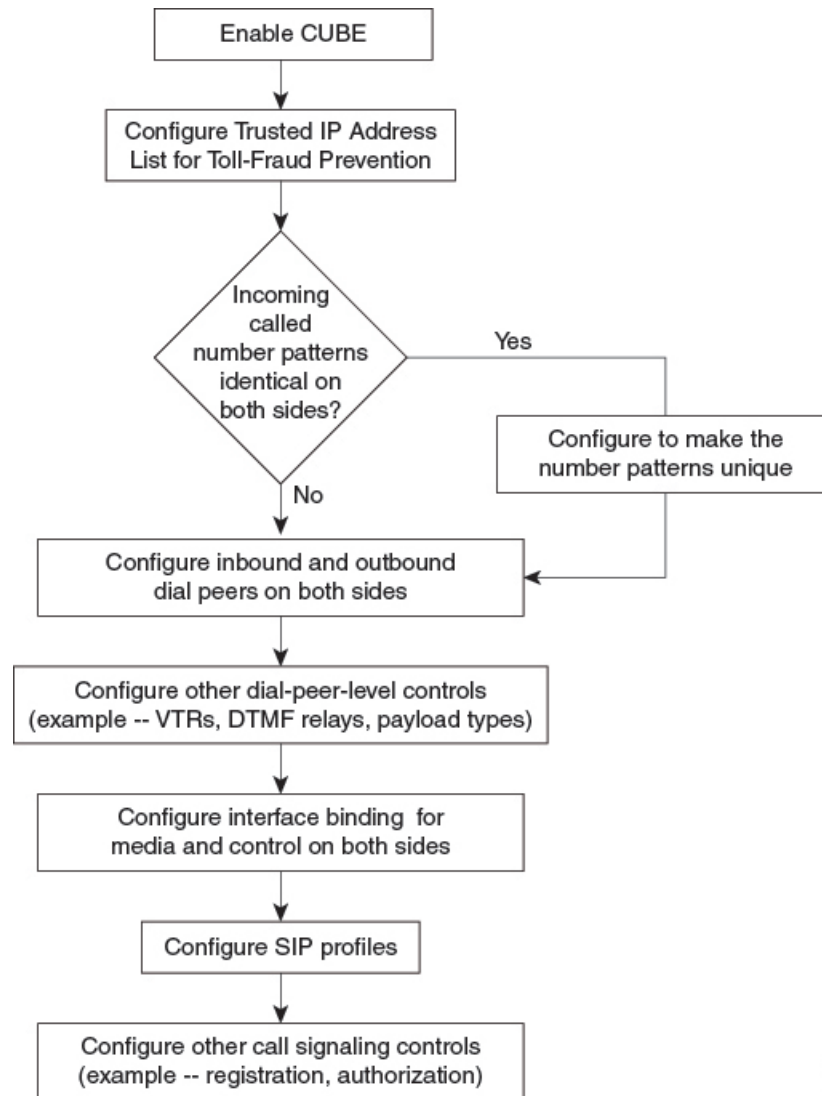 Enable CUBE
Configure Trusted IP Address
List for Toll-Fraud Prevention
Incoming
called
number patterns
identical on
both sides?
Yes
Configure to make the
number patterns unique
No
Configure inbound and outbound
dial peers on both sides
Configure other dial-peer-level controls
(example -- VTRs, DTMF relays, payload types)
Configure interface binding for
media and control on both sides
Configure SIP profiles
Configure other call signaling controls
(example -- registration, authorization)